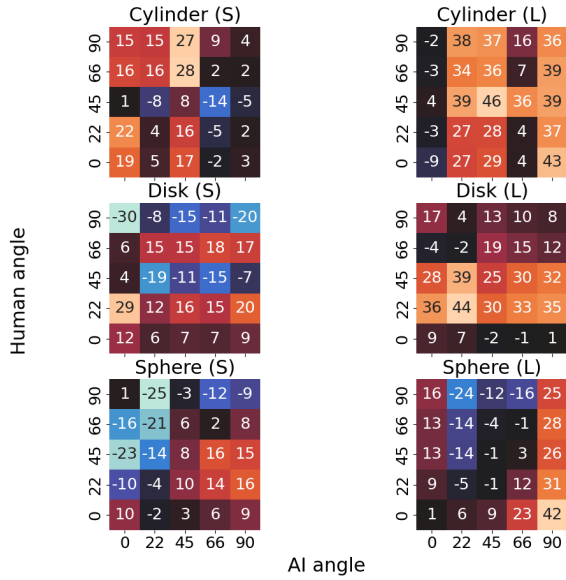 Cylinder (S) Cylinder (L)
90 15 15 27 9 4 90 -2 38 37 16 36
66 16 16 28 2 2 66 -3 34 36 7 39
45 1 -8 8 -14 -5 45 4 39 46 36 39
22 22 4 16 -5 2 22 -3 27 28 4 37
0 19 5 17 -2 3 0 -9 27 29 4 43
Disk (S) Disk (L)
90 -30 -8 -15 -11 -20 90 17 4 13 10 8
66 6 15 15 18 17 66 -4 -2 19 15 12
Human angle
45 4 -19 -11 -15 -7 45 28 39 25 30 32
22 29 12 16 15 20 22 36 44 30 33 35
0 12 6 7 7 9 0 9 7 -2 -1 1
Sphere (S) Sphere (L)
90 1 -25 -3 -12 -9 90 16 -24 -12 -16 25
66 -16 -21 6 2 8 66 13 -14 -4 -1 28
45 -23 -14 8 16 15 45 13 -14 -1 3 26
22 -10 -4 10 14 16 22 9 -5 -1 12 31
0 10 -2 3 6 9 0 1 6 9 23 42
0 22 45 66 90 0 22 45 66 90
AI angle